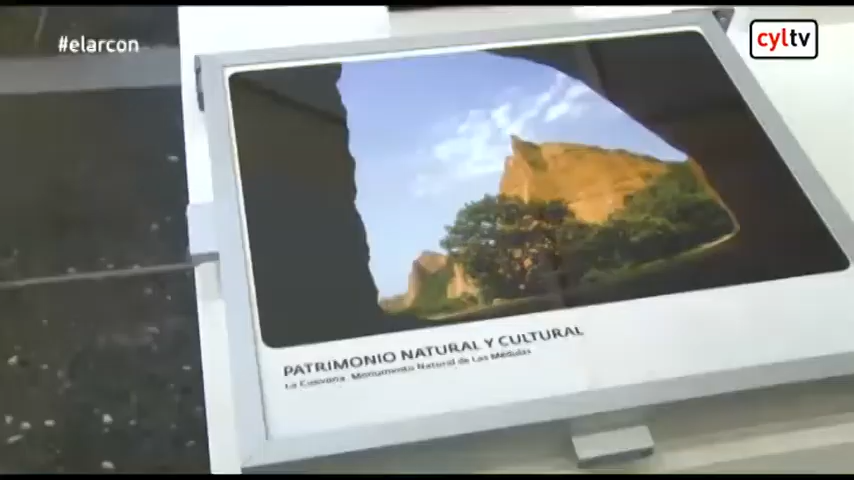 #elarcon
cyltv
PATRIMONIO NATURAL Y CULTURAL
La Cuevona. Monumento Natural de Las Médulas